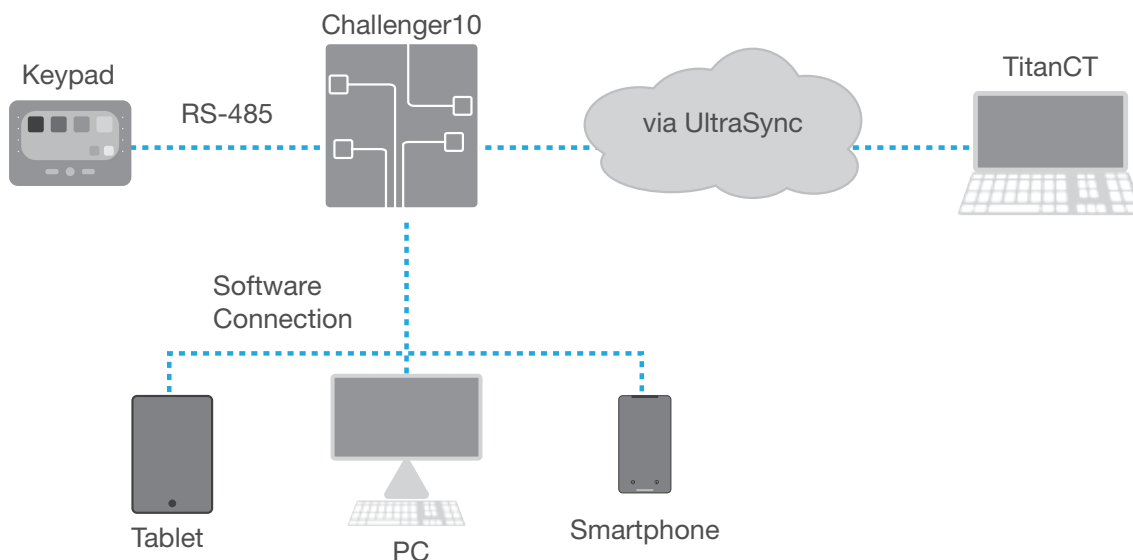 Challenger10
Keypad
TitanCT
RS-485
via UltraSync
Software
Connection
Tablet
PC
Smartphone